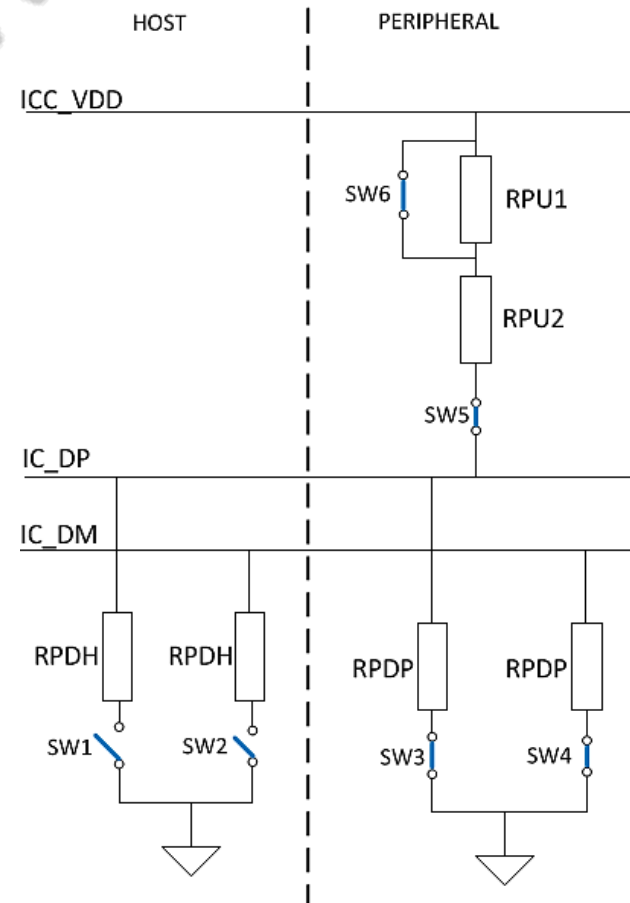 HOST PERIPHERAL
ICC_VDD
SW6 RPU1
RPU2
SW5
IC_DP
IC_DM
RPDH RPDH RPDP RPDP
SW1 SW2 SW3 SW4